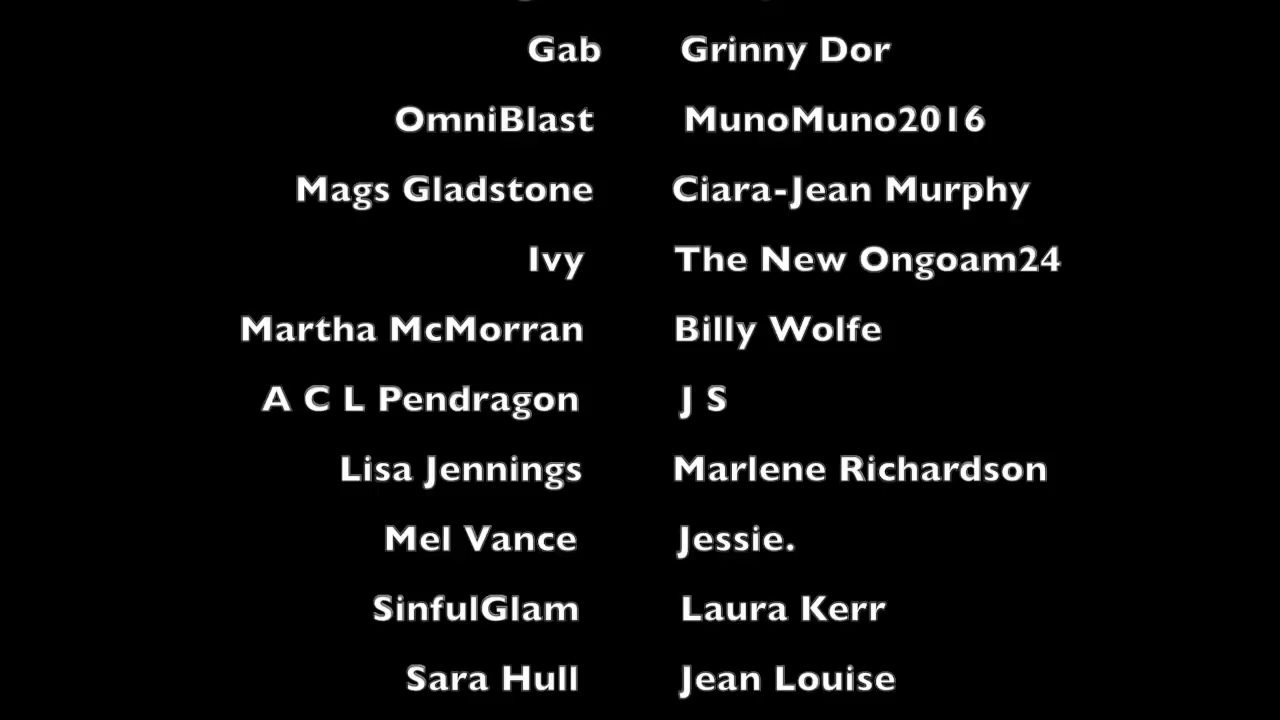 Gab Grinny Dor
OmniBlast MunoMuno2016
Mags Gladstone Ciara-Jean Murphy
Ivy The New Ongoam24
Martha McMorran Billy Wolfe
A C L Pendragon J S
Lisa Jennings Marlene Richardson
Mel Vance Jessie.
SinfulGlam Laura Kerr
Sara Hull Jean Louise